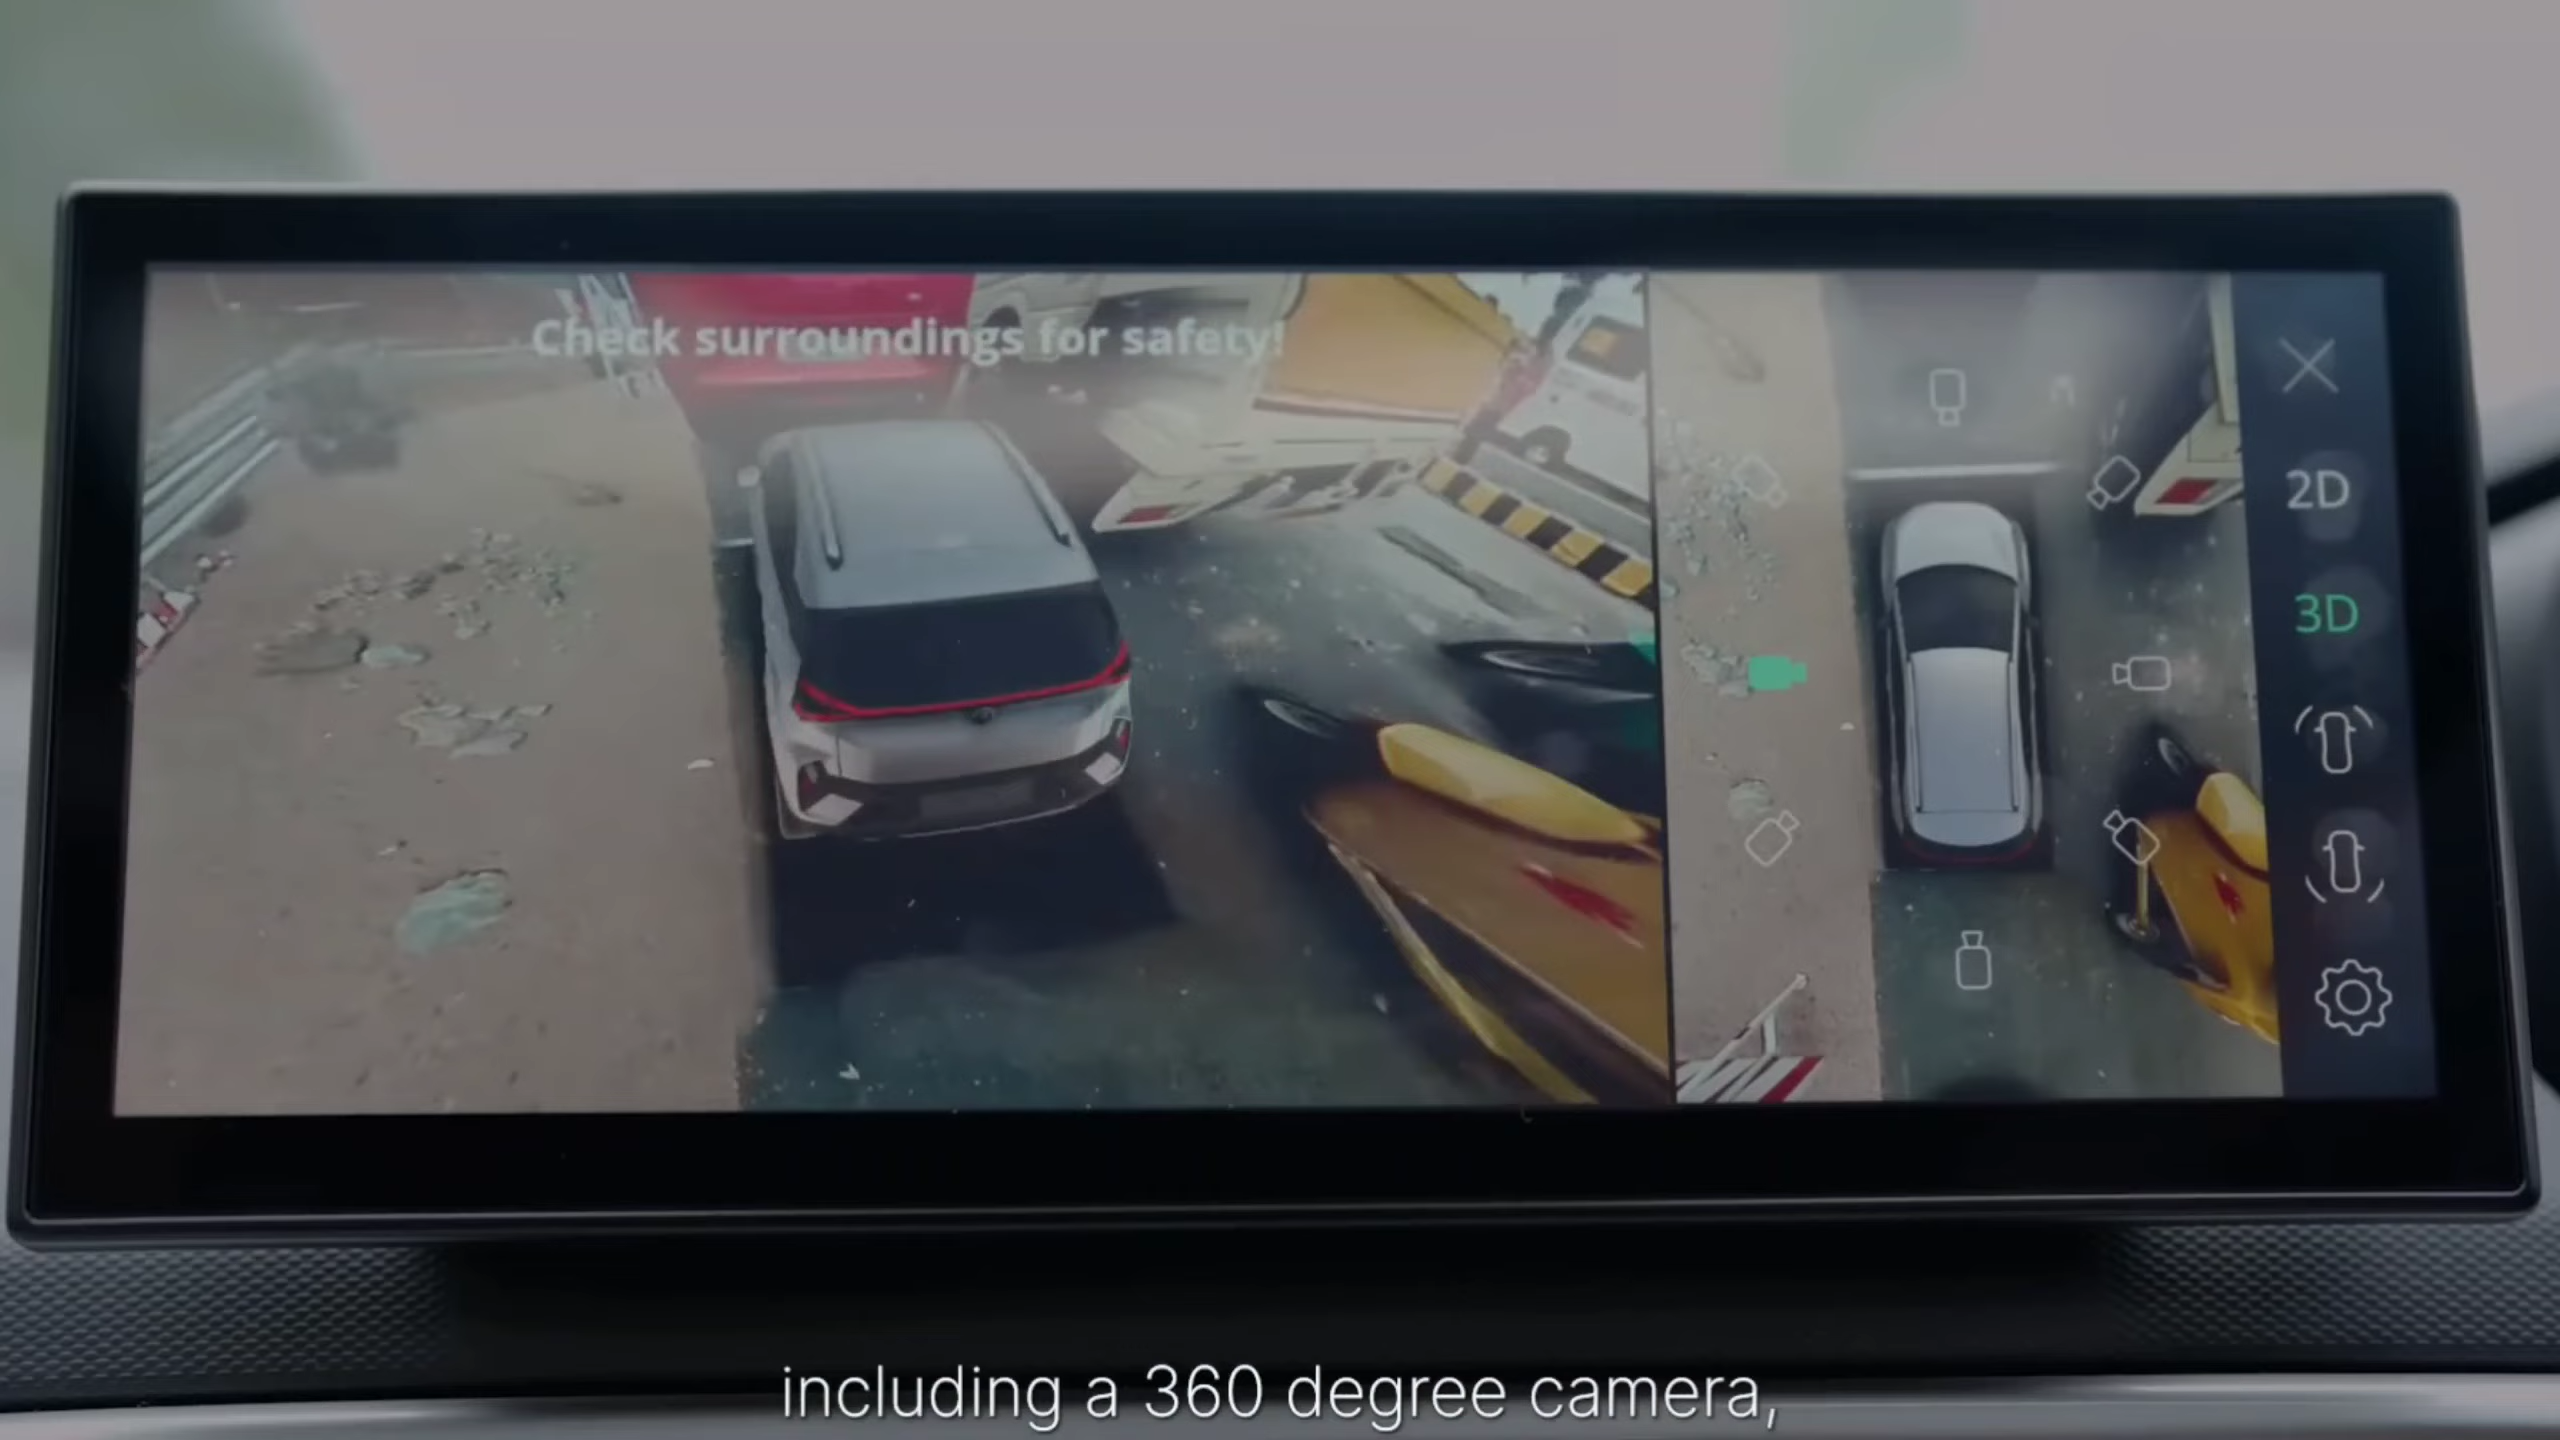 Check surroundings for safety!
2D
3D
including a 360 degree camera,